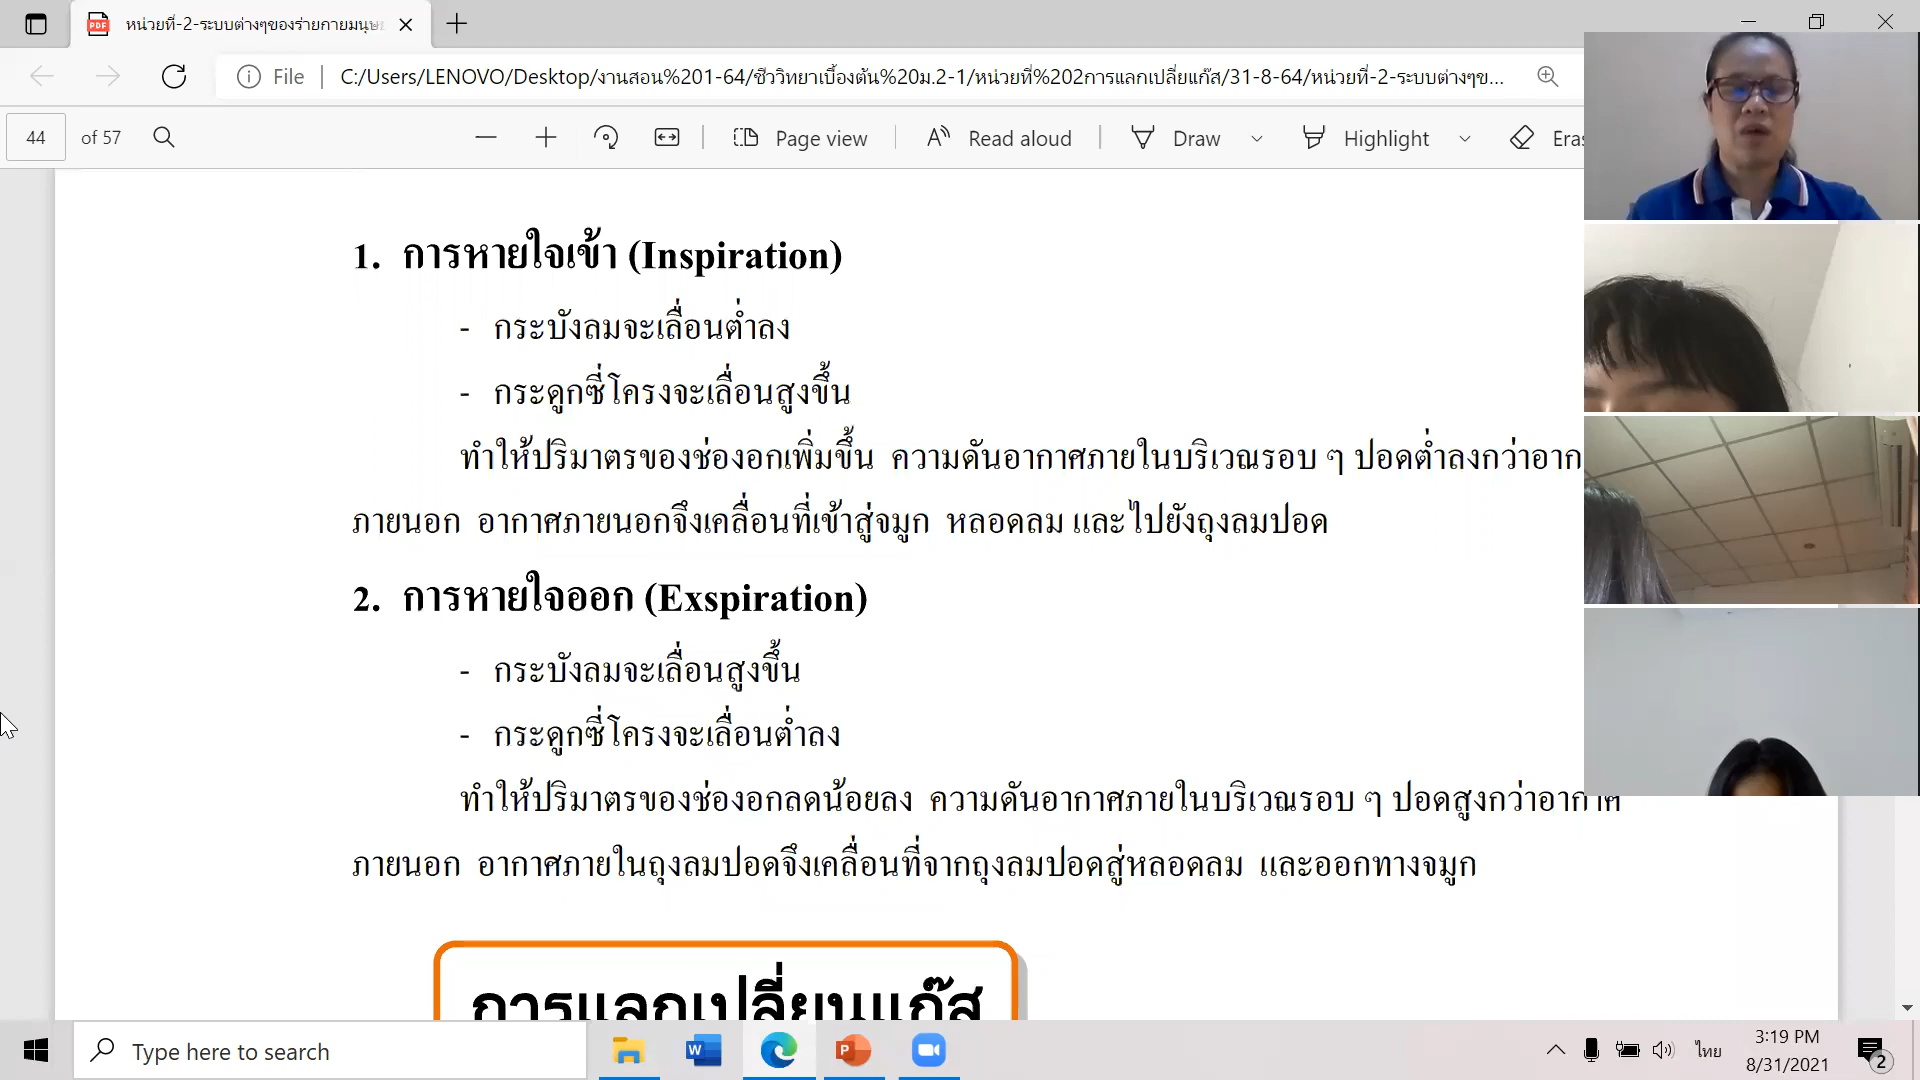 หน่วยที่-2-ระบบต่างๆของร่ายกายมนุษย
File
C:/Users/LENOVO/Desktop/งานสอน%201-64/ชีววิทยาเบื้องต้น%20ม.2-1/หน่วยที่%202การแลกเปลี่ยแก๊ส/31-8-64/หน่วยที่-2-ระบบต่างๆข...
44 of 57 Page view Read aloud Draw Highlight
1. การหายใจเข้า (Inspiration)
- กระบังลมจะเลื่อนต่ำลง
- กระดูกซี่โครงจะเลื่อนสูงขึ้น
ทำให้ปริมาตรของช่องอกเพิ่มขึ้น ความดันอากาศภายในบริเวณรอบ ๆ ปอดต่ำลงกว่าอาก
ภายนอก อากาศภายนอกจึงเคลื่อนที่เข้าสู่จมูก หลอดลม และไปยังถุงลมปอด
2. การหายใจออก (Exspiration)
- กระบังลมจะเลื่อนสูงขึ้น
- กระดูกซี่โครงจะเลื่อนต่ำลง
ทำให้ปริมาตรของช่องอกลดน้อยลง ความดันอากาศภายในบริเวณรอบ ๆ ปอดสูงกว่าอากาศ
ภายนอก อากาศภายในถุงลมปอดจึงเคลื่อนที่จากถุงลมปอดสู่หลอดลม และออกทางจมูก
การแลกเปลี่ยนแก๊ส
Type here to search
ไทย
3:19 PM
8/31/2021
2